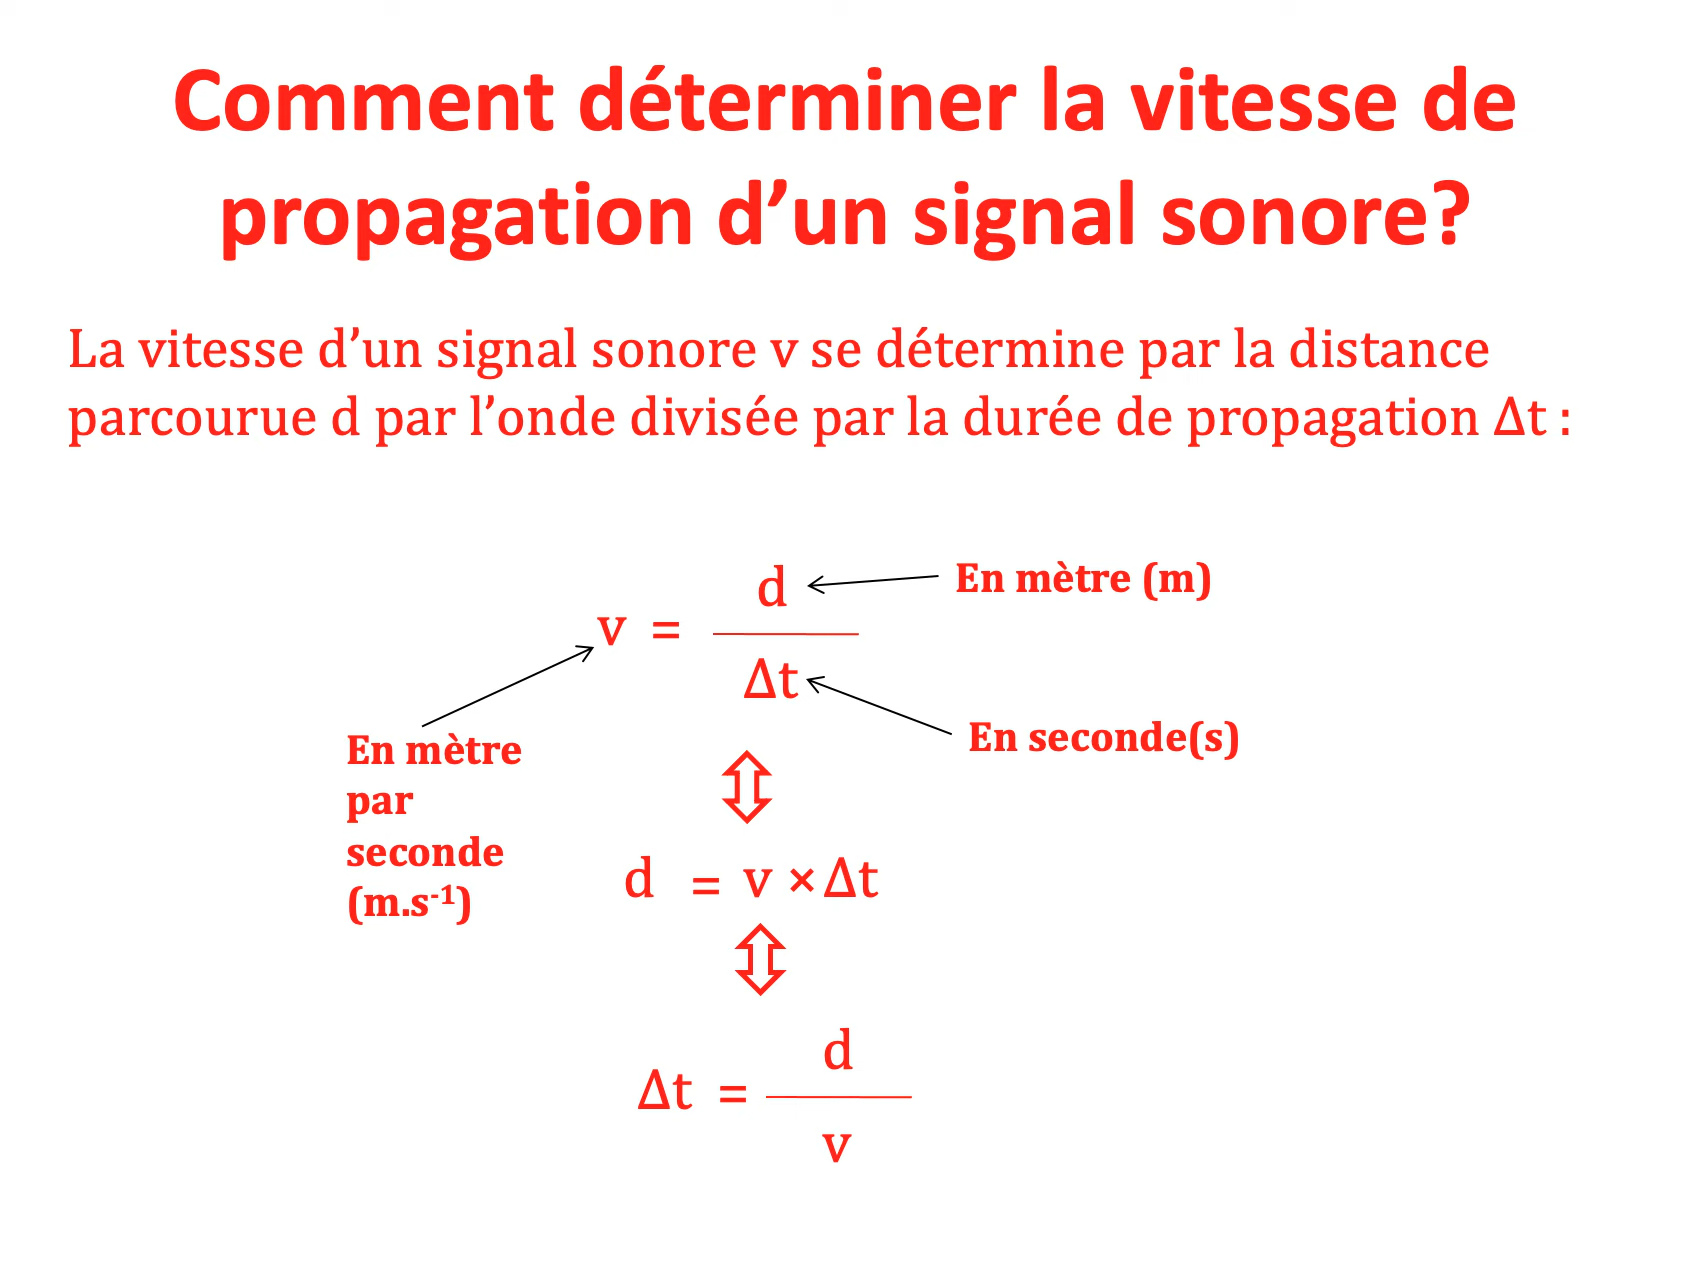 Comment déterminer la vitesse de
propagation d’un signal sonore?
La vitesse d’un signal sonore v se détermine par la distance
parcourue d par l’onde divisée par la durée de propagation Δt :
d
En mètre (m)
v =
Δt
En seconde(s)
En mètre
par
seconde
(m.s⁻¹)
d = v × Δt
d
Δt =
v